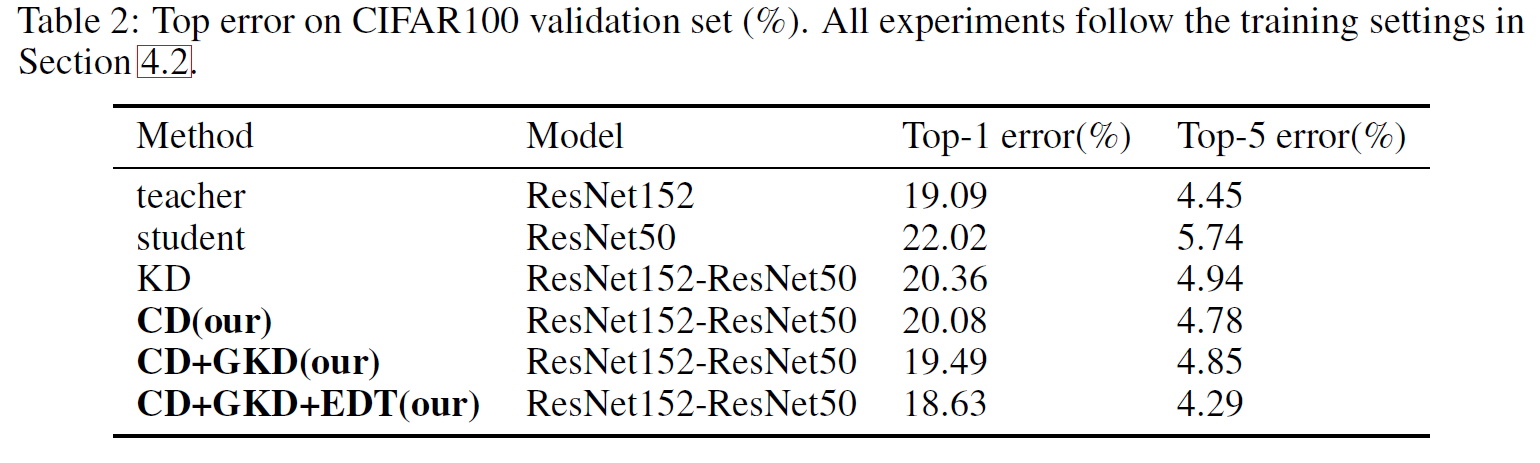 Table 2: Top error on CIFAR100 validation set (%). All experiments follow the training settings in
Section 4.2.
Method Model Top-1 error(%) Top-5 error(%)
teacher ResNet152 19.09 4.45
student ResNet50 22.02 5.74
KD ResNet152-ResNet50 20.36 4.94
CD(our) ResNet152-ResNet50 20.08 4.78
CD+GKD(our) ResNet152-ResNet50 19.49 4.85
CD+GKD+EDT(our) ResNet152-ResNet50 18.63 4.29